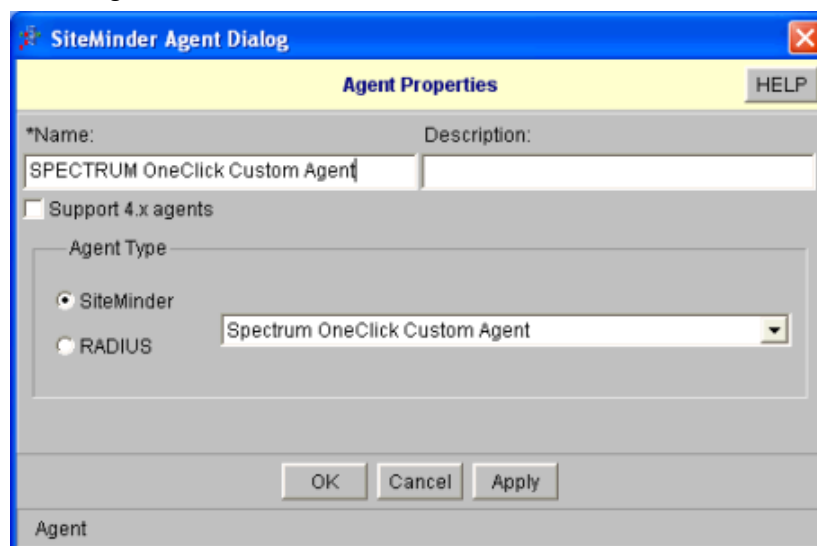 SiteMinder Agent Dialog
Agent Properties
HELP
*Name:
Description:
SPECTRUM OneClick Custom Agent
Support 4.x agents
Agent Type
SiteMinder
Spectrum OneClick Custom Agent
RADIUS
OK
Cancel
Apply
Agent